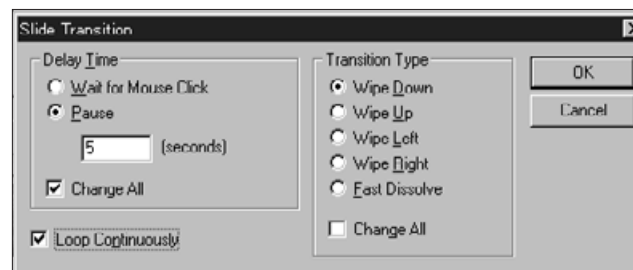 Slide Transition
Delay Time
Wait for Mouse Click
Pause
5 (seconds)
Change All
Loop Continuously
Transition Type
Wipe Down
Wipe Up
Wipe Left
Wipe Right
Fast Dissolve
Change All
OK
Cancel